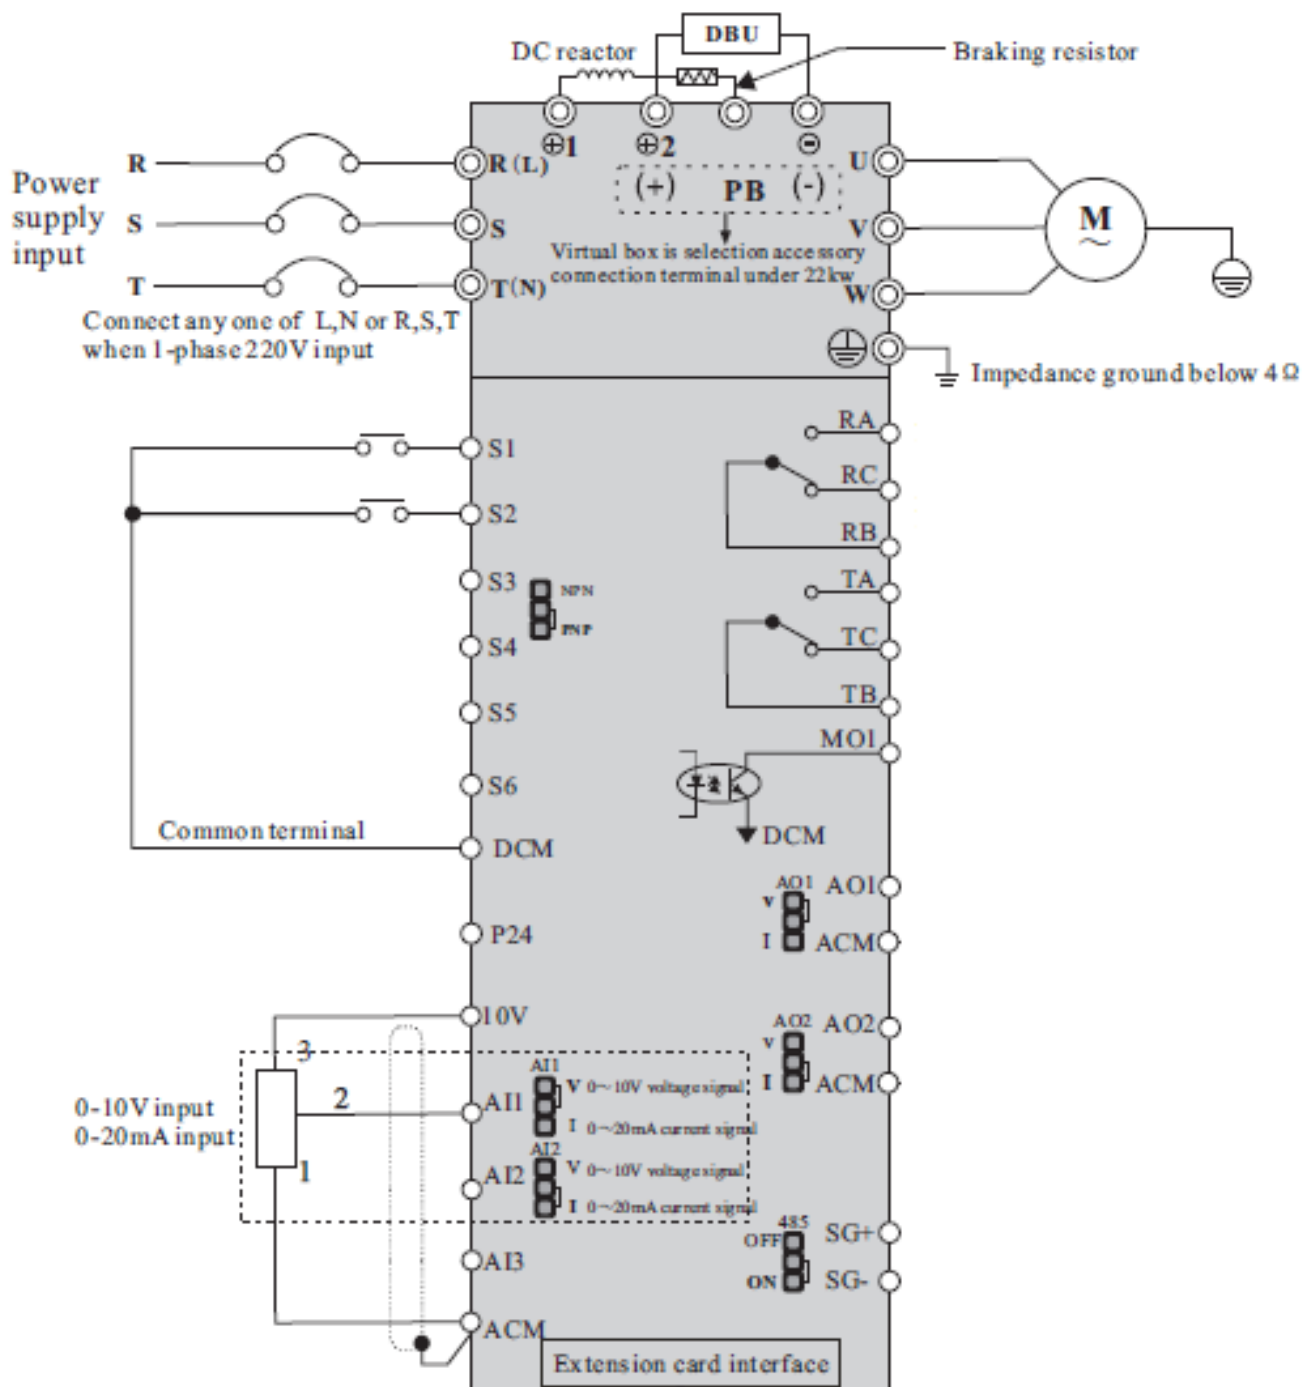 DBU
DC reactor
Braking resistor
⊕1
⊕2
⊖
Power
supply
input
R
R(L)
(+) PB (-)
U
S
S
V
Virtual box is selection accessory
connection terminal under 22kw
M
~
T
T(N)
W
Connect any one of L,N or R,S,T
when 1-phase 220V input
Impedance ground below 4Ω
RA
S1
RC
S2
RB
S3
NPN
PNP
TA
S4
TC
S5
TB
MO1
S6
Common terminal
DCM
DCM
AO1
V
I
AO1
ACM
P24
10V
AO2
V
I
AO2
ACM
3
2
1
0-10V input
0-20mA input
AI1
AI1
V 0~10V voltage signal
I 0~20mA current signal
AI2
AI2
V 0~10V voltage signal
I 0~20mA current signal
485
OFF
ON
SG+
SG-
AI3
ACM
Extension card interface